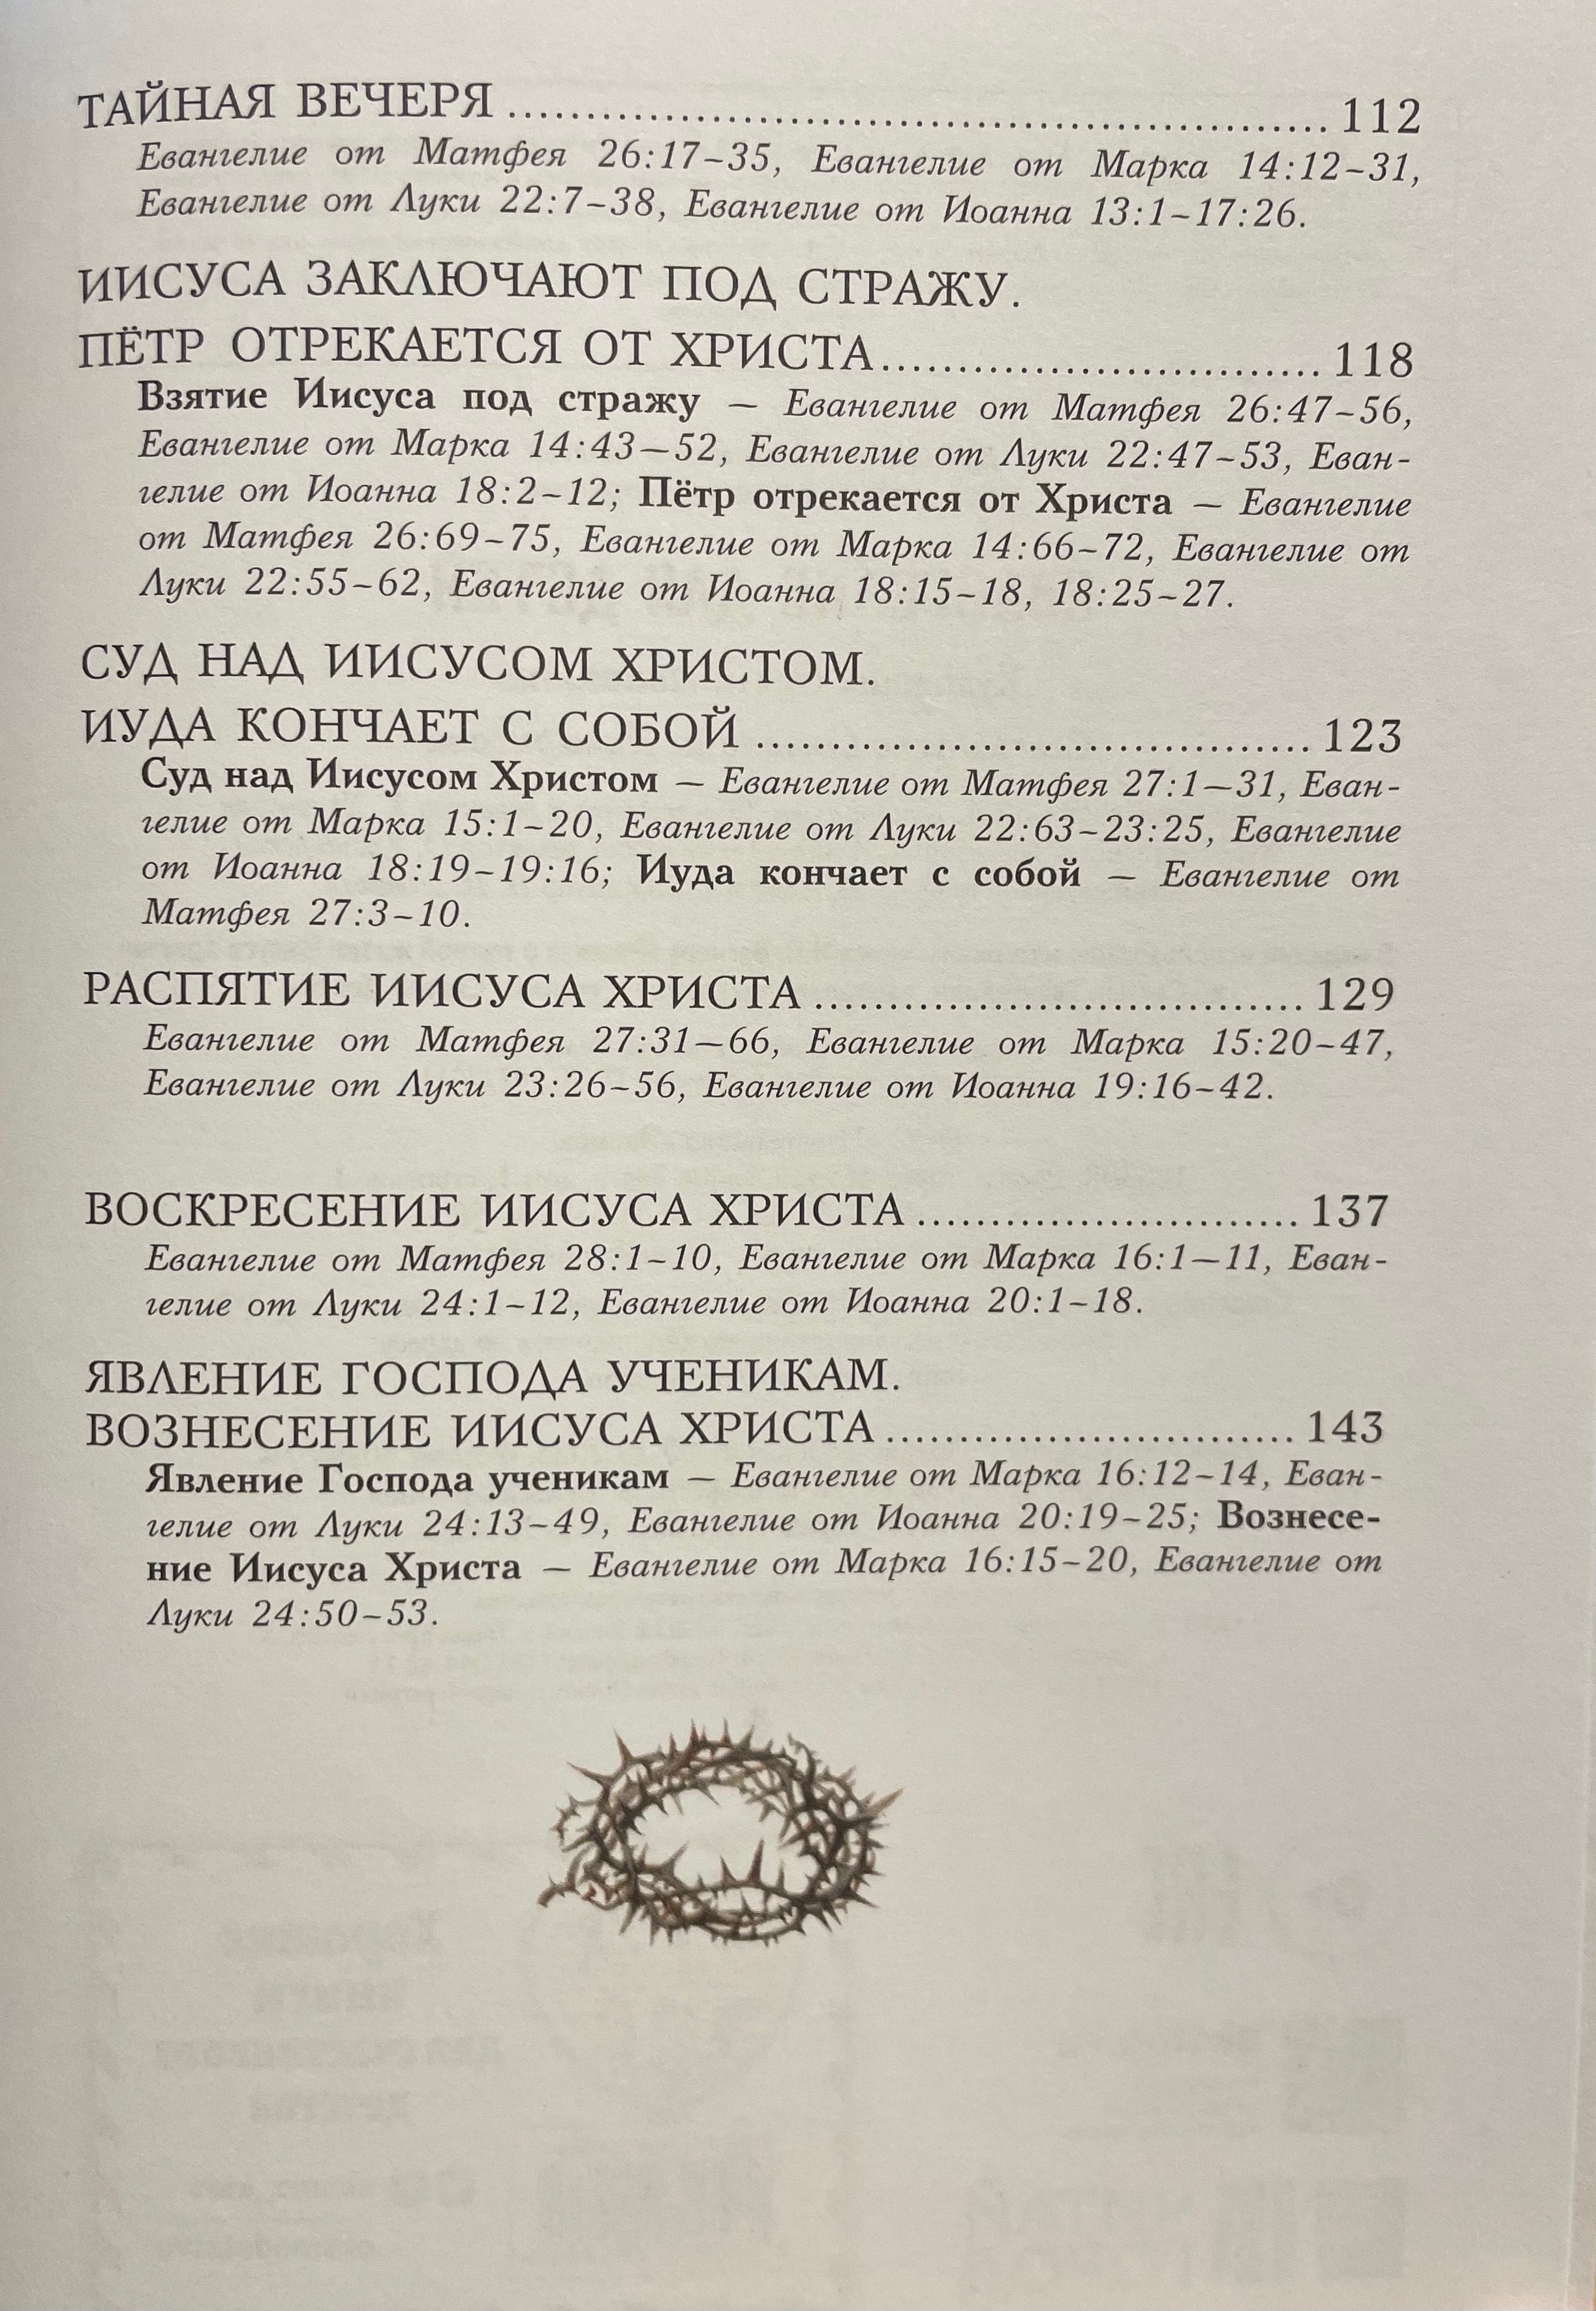 ТАЙНАЯ ВЕЧЕРЯ ..................................................... 112
Евангелие от Матфея 26:17–35, Евангелие от Марка 14:12–31,
Евангелие от Луки 22:7–38, Евангелие от Иоанна 13:1–17:26.
ИИСУСА ЗАКЛЮЧАЮТ ПОД СТРАЖУ.
ПЁТР ОТРЕКАЕТСЯ ОТ ХРИСТА............................. 118
Взятие Иисуса под стражу — Евангелие от Матфея 26:47–56,
Евангелие от Марка 14:43—52, Евангелие от Луки 22:47–53, Еван-
гелие от Иоанна 18:2–12; Пётр отрекается от Христа — Евангелие
от Матфея 26:69–75, Евангелие от Марка 14:66–72, Евангелие от
Луки 22:55–62, Евангелие от Иоанна 18:15–18, 18:25–27.
СУД НАД ИИСУСОМ ХРИСТОМ.
ИУДА КОНЧАЕТ С СОБОЙ .................................... 123
Суд над Иисусом Христом — Евангелие от Матфея 27:1—31, Еван-
гелие от Марка 15:1–20, Евангелие от Луки 22:63–23:25, Евангелие
от Иоанна 18:19–19:16; Иуда кончает с собой — Евангелие от
Матфея 27:3–10.
РАСПЯТИЕ ИИСУСА ХРИСТА ................................ 129
Евангелие от Матфея 27:31—66, Евангелие от Марка 15:20–47,
Евангелие от Луки 23:26–56, Евангелие от Иоанна 19:16–42.
ВОСКРЕСЕНИЕ ИИСУСА ХРИСТА ......................... 137
Евангелие от Матфея 28:1–10, Евангелие от Марка 16:1—11, Еван-
гелие от Луки 24:1–12, Евангелие от Иоанна 20:1–18.
ЯВЛЕНИЕ ГОСПОДА УЧЕНИКАМ.
ВОЗНЕСЕНИЕ ИИСУСА ХРИСТА ........................... 143
Явление Господа ученикам — Евангелие от Марка 16:12–14, Еван-
гелие от Луки 24:13–49, Евангелие от Иоанна 20:19–25; Вознесе-
ние Иисуса Христа — Евангелие от Марка 16:15–20, Евангелие от
Луки 24:50–53.